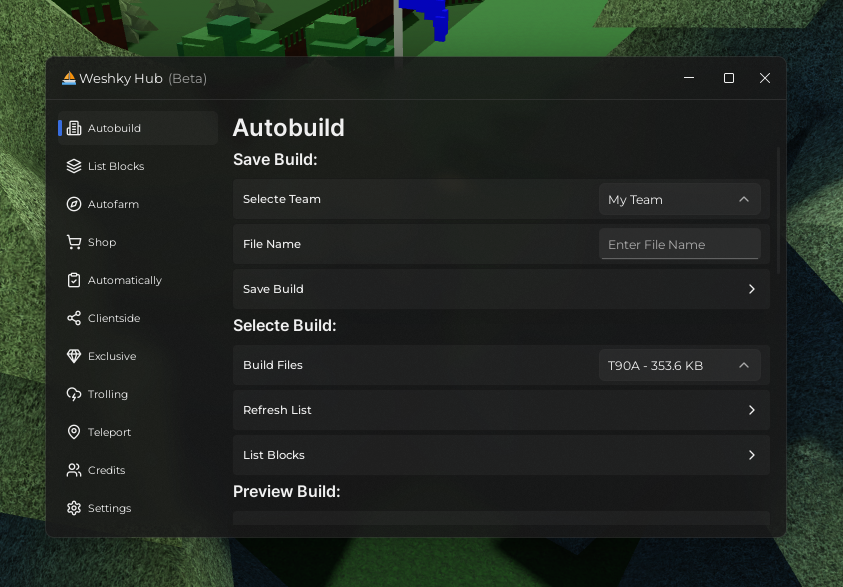 Weshky Hub (Beta)
Autobuild
List Blocks
Autofarm
Shop
Automatically
Clientside
Exclusive
Trolling
Teleport
Credits
Settings
Autobuild
Save Build:
Selecte Team My Team
File Name Enter File Name
Save Build
Selecte Build:
Build Files T90A - 353.6 KB
Refresh List
List Blocks
Preview Build: